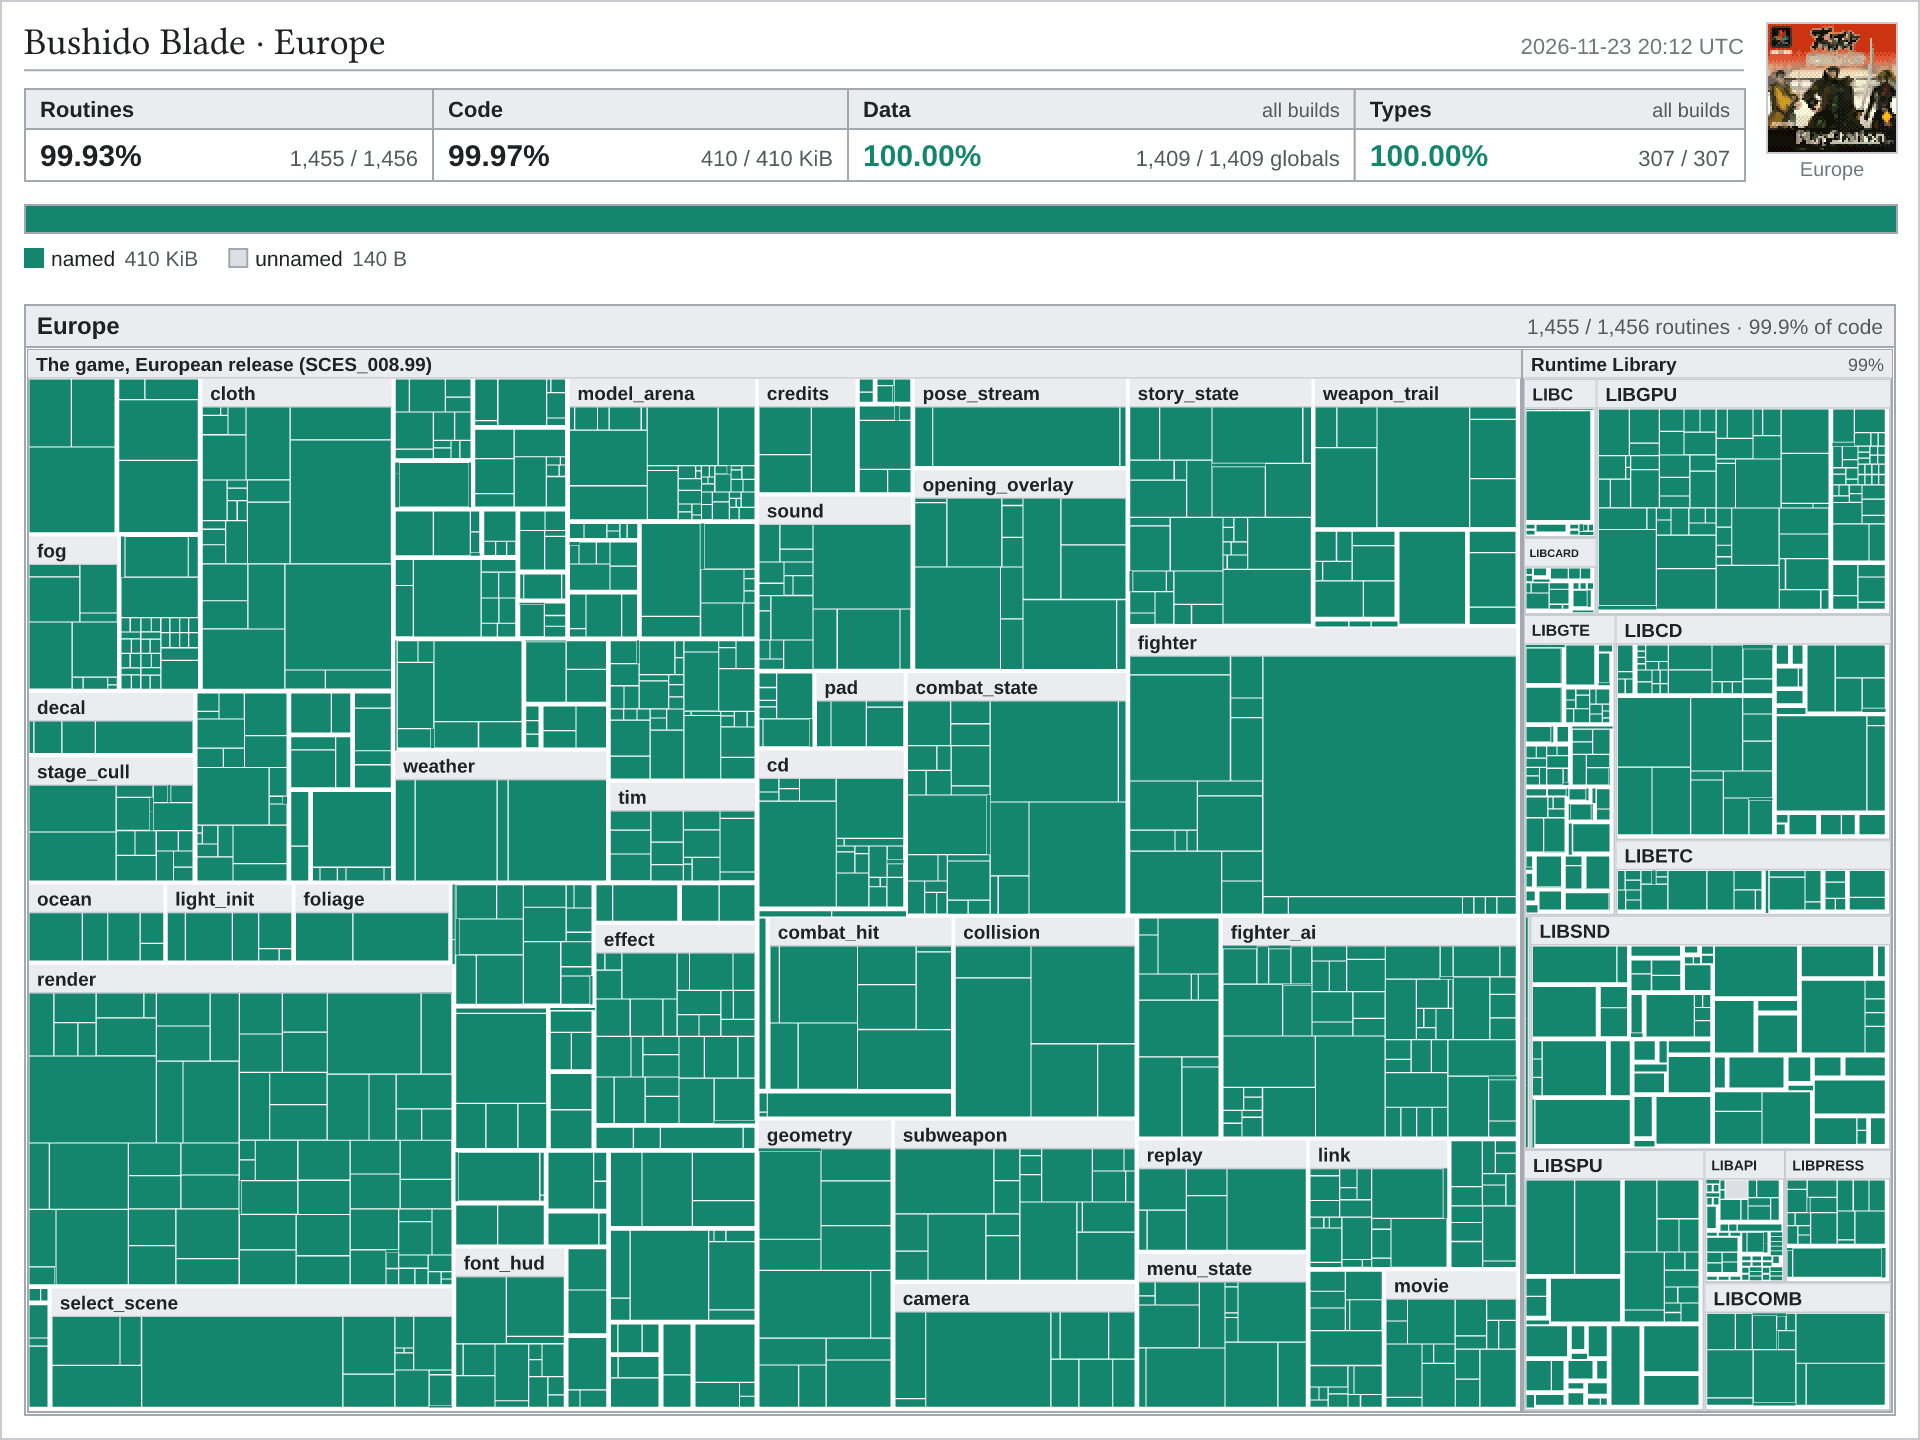 Bushido Blade · Europe
2026-11-23 20:12 UTC
Routines
1,455 / 1,456
99.93%
Code
99.97%
410 / 410 KiB
Data
all builds
100.00%
1,409 / 1,409 globals
Types
all builds
100.00%
307 / 307
PlayStation
Europe
named 410 KiB
unnamed 140 B
Europe
1,455 / 1,456 routines · 99.9% of code
The game, European release (SCES_008.99)
Runtime Library
99%
cloth
model_arena
credits
pose_stream
story_state
weapon_trail
LIBC
LIBGPU
opening_overlay
sound
fog
LIBCARD
LIBGTE
LIBCD
fighter
pad
combat_state
decal
weather
cd
stage_cull
tim
LIBETC
ocean
light_init
foliage
effect
combat_hit
collision
fighter_ai
LIBSND
render
geometry
subweapon
replay
link
LIBSPU
LIBAPI
LIBPRESS
font_hud
menu_state
movie
select_scene
camera
LIBCOMB